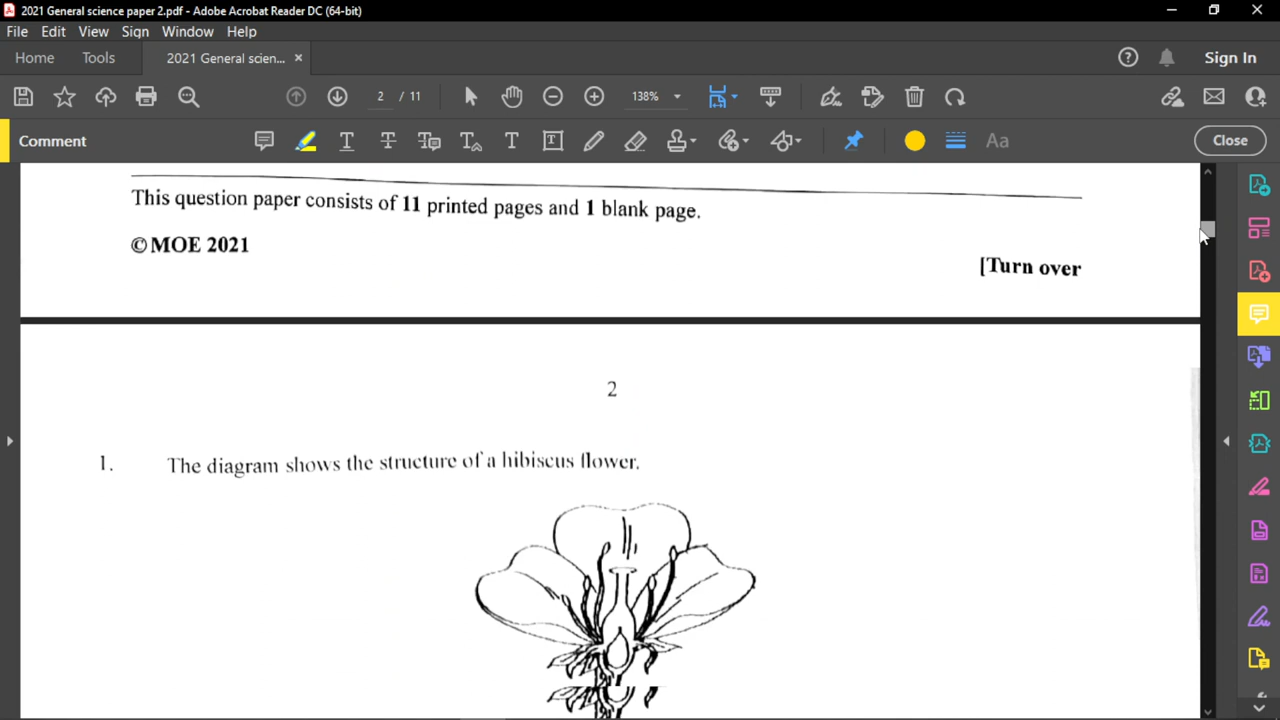 2021 General science paper 2.pdf - Adobe Acrobat Reader DC (64-bit)
File Edit View Sign Window Help
Home Tools 2021 General scien... × Sign In
2 / 11 138%
Comment Aa Close
This question paper consists of 11 printed pages and 1 blank page.
©MOE 2021
[Turn over
2
1. The diagram shows the structure of a hibiscus flower.